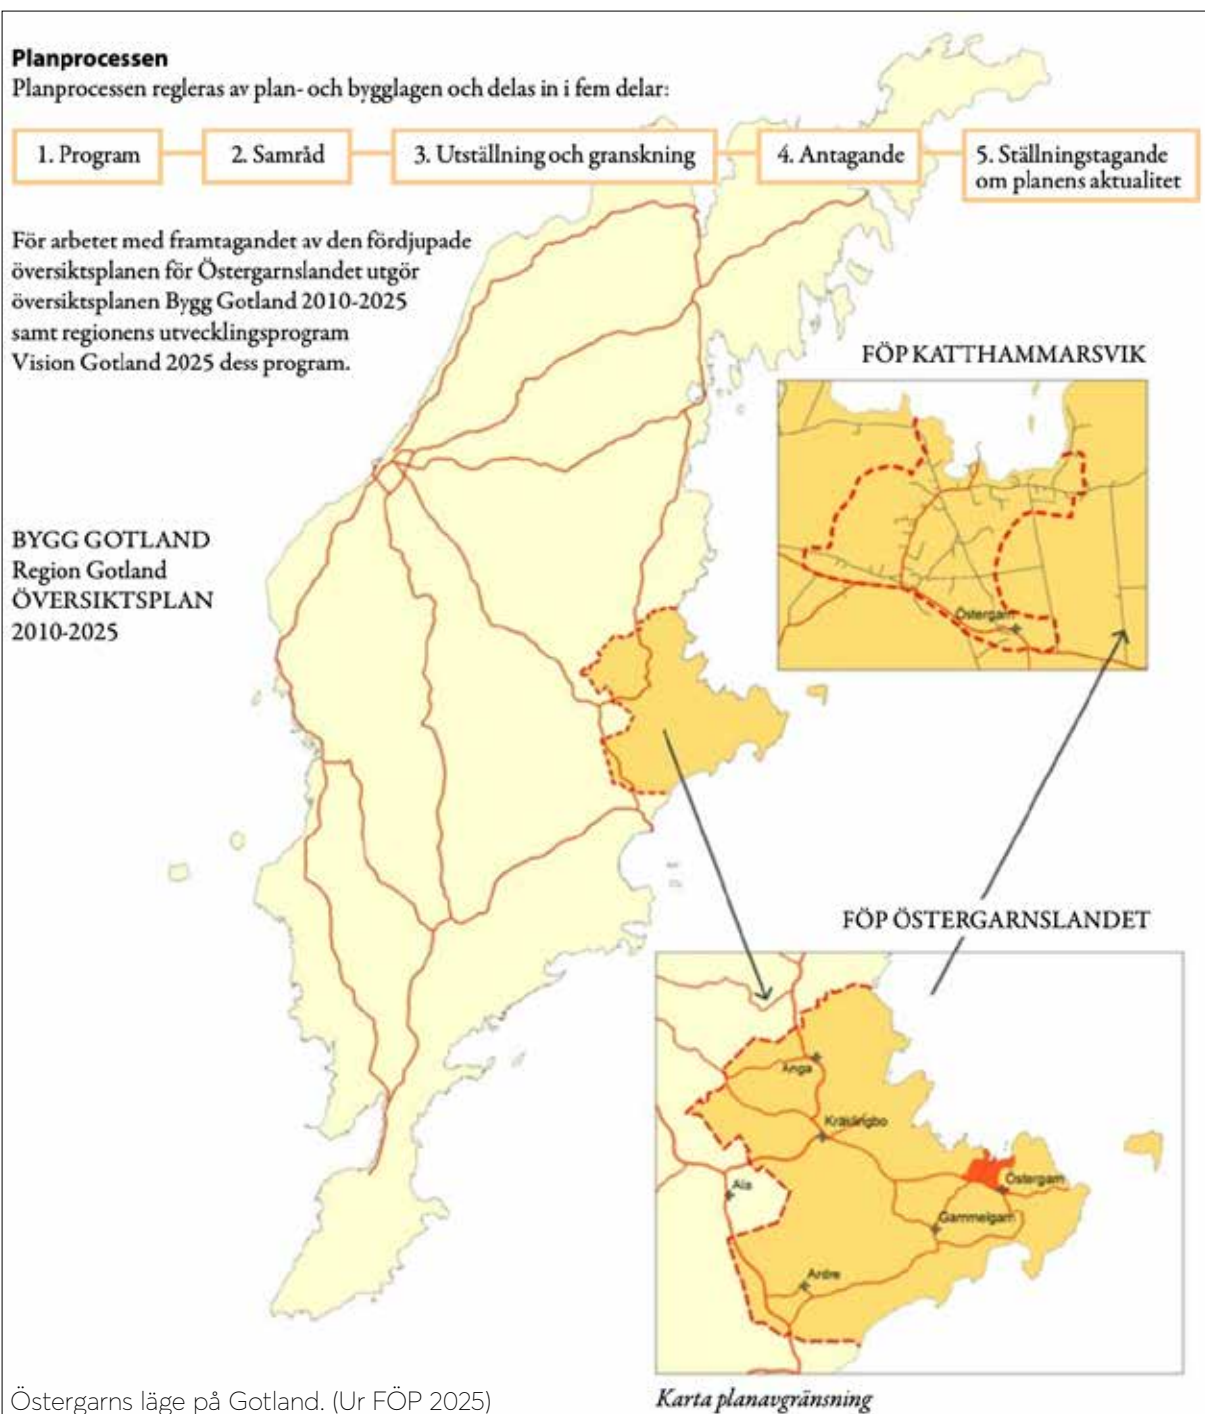 Planprocessen
Planprocessen regleras av plan- och bygglagen och delas in i fem delar:
1. Program
2. Samråd
3. Utställning och granskning
4. Antagande
5. Ställningstagande
om planens aktualitet
För arbetet med framtagandet av den fördjupade
översiktsplanen för Östergarnslandet utgör
översiktsplanen Bygg Gotland 2010-2025
samt regionens utvecklingsprogram
Vision Gotland 2025 dess program.
FÖP KATTHAMMARSVIK
Östergarn
BYGG GOTLAND
Region Gotland
ÖVERSIKTSPLAN
2010-2025
FÖP ÖSTERGARNSLANDET
Anga
Kräklingbo
Ala
Östergarn
Gammelgarn
Ardre
Östergarns läge på Gotland. (Ur FÖP 2025)
Karta planavgränsning